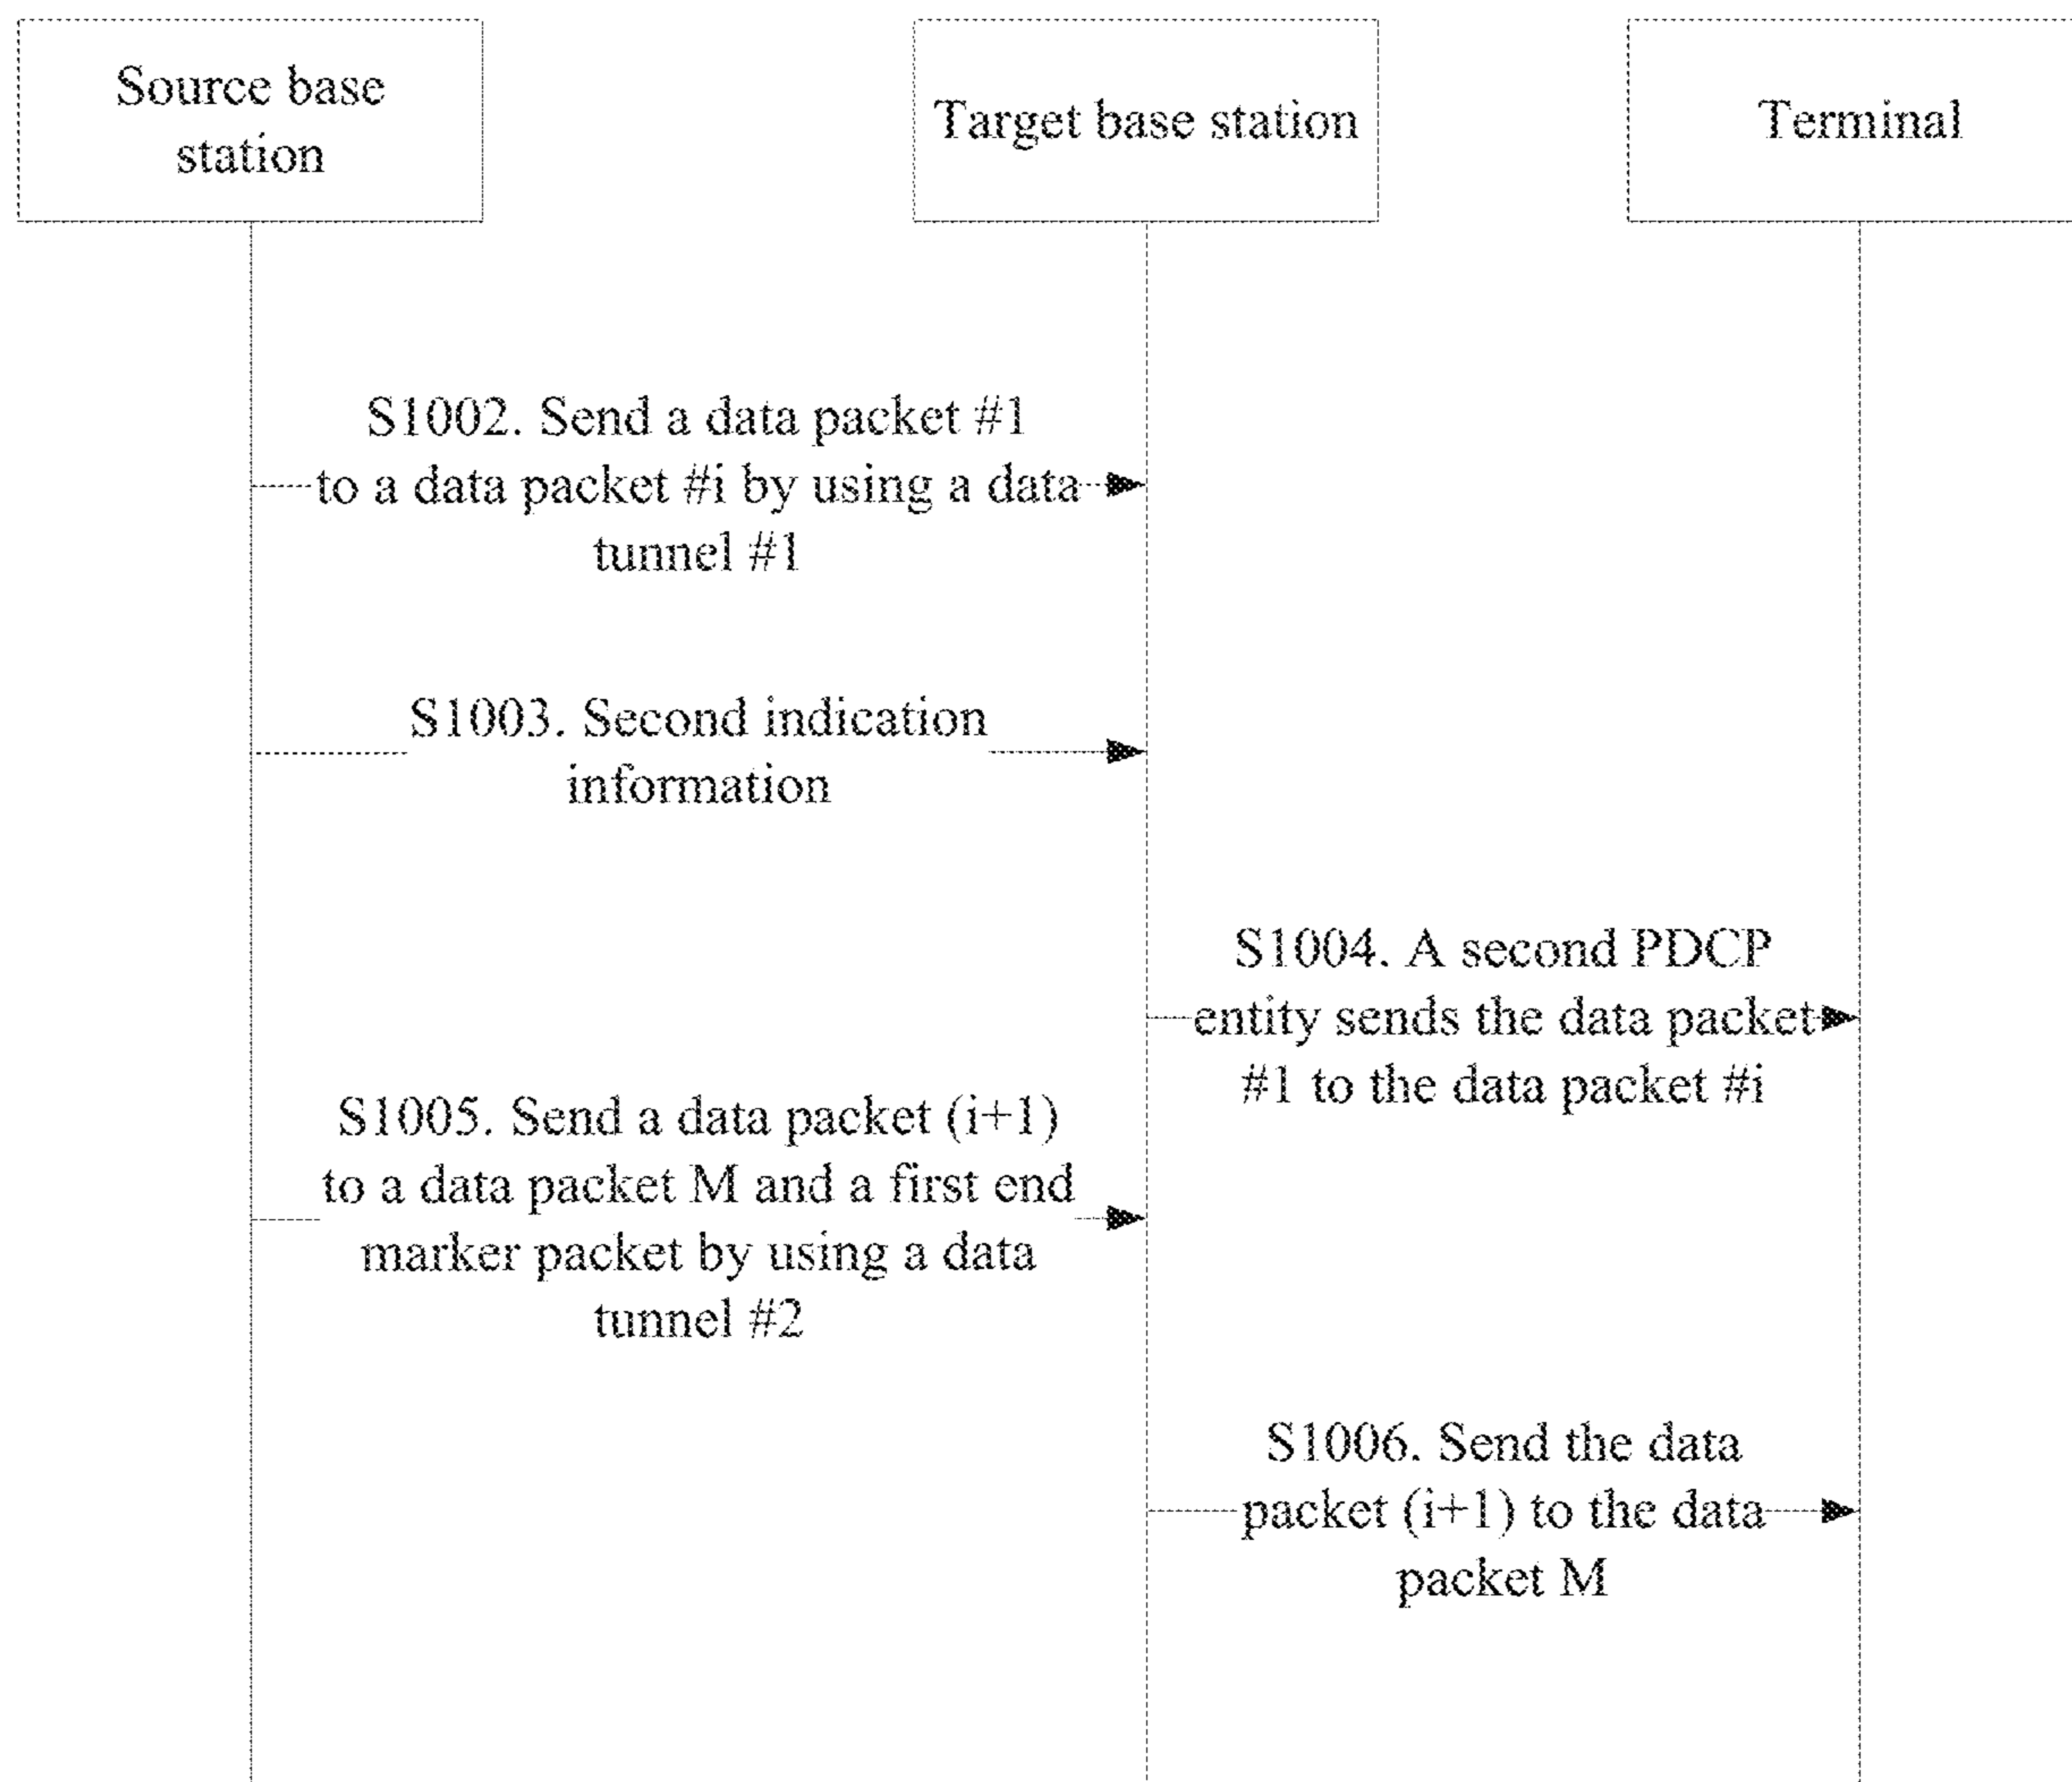 Source base
station
Target base station
Terminal
S1002. Send a data packet #1
to a data packet #i by using a data
tunnel #1
S1003. Second indication
information
S1004. A second PDCP
entity sends the data packet
#1 to the data packet #i
S1005. Send a data packet (i+1)
to a data packet M and a first end
marker packet by using a data
tunnel #2
S1006. Send the data
packet (i+1) to the data
packet M